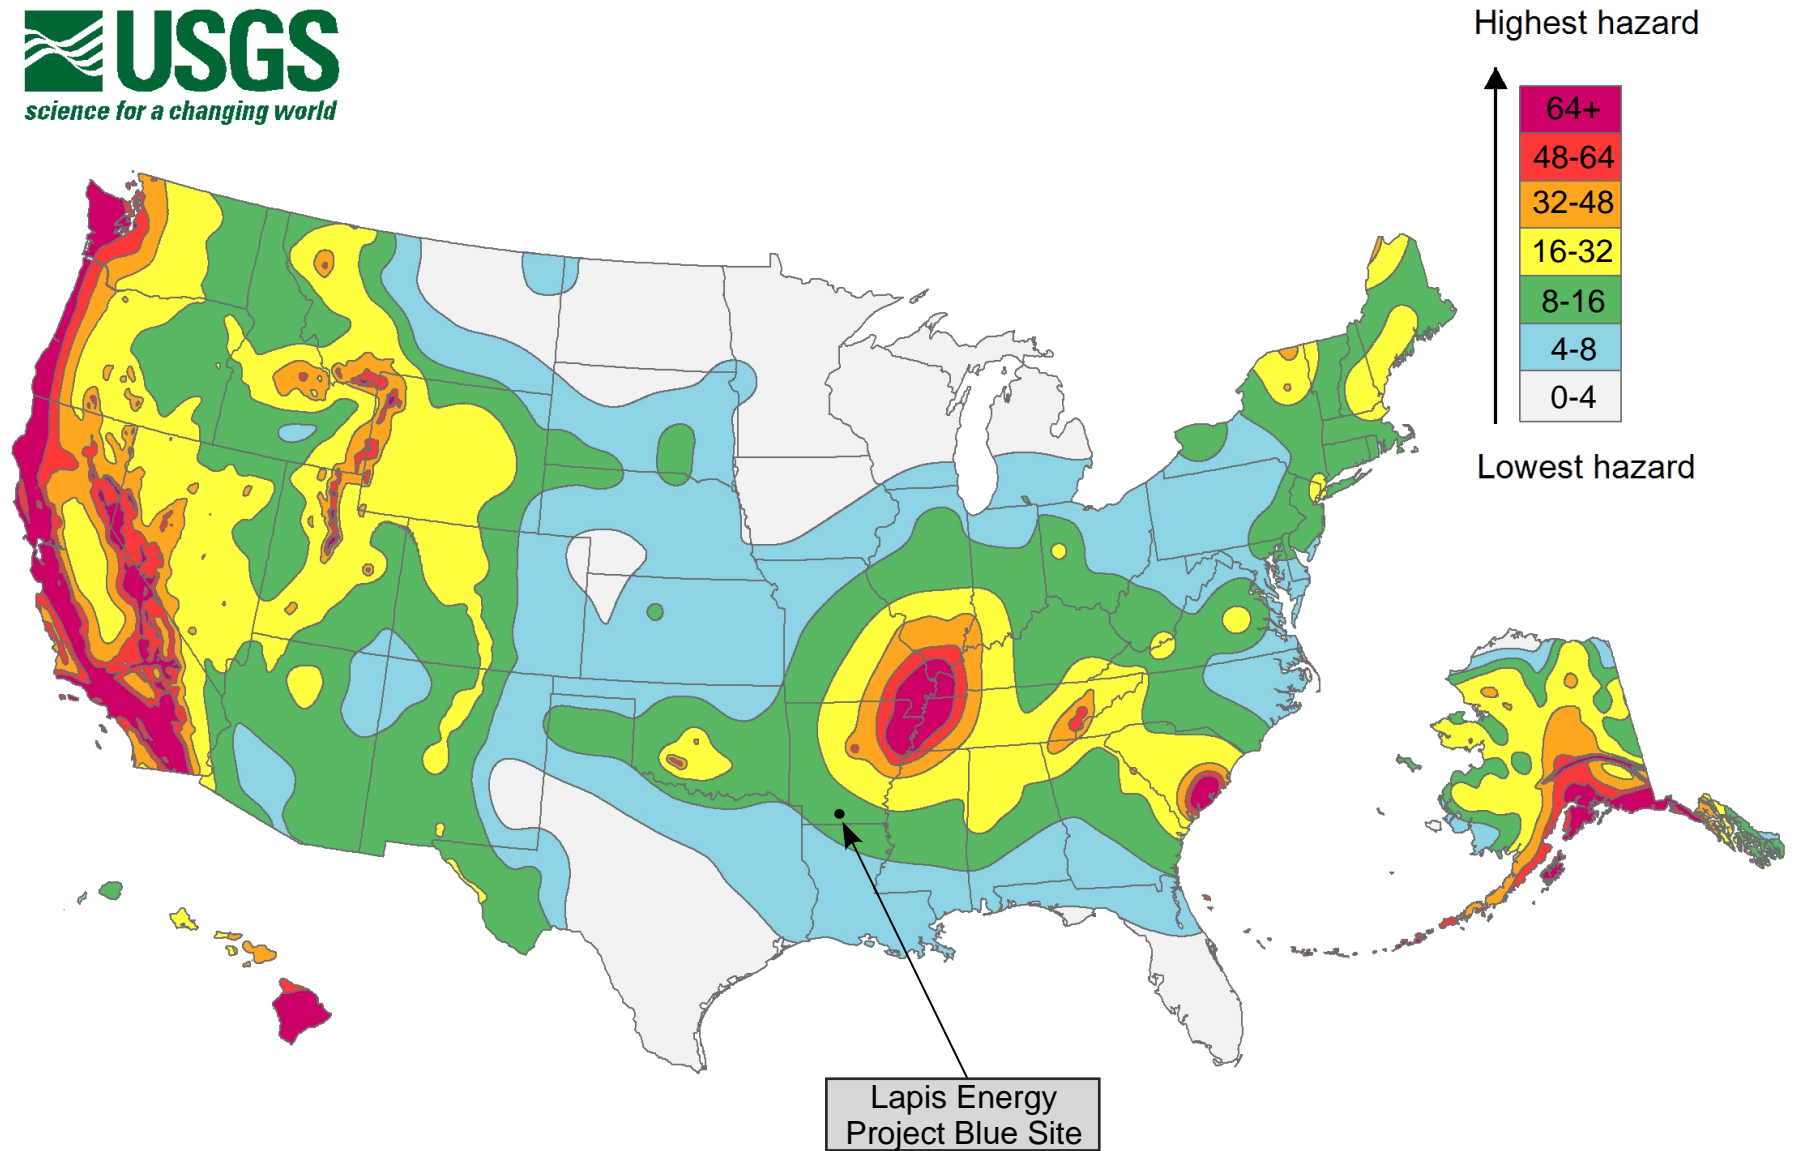 USGS
science for a changing world
Highest hazard
64+
48-64
32-48
16-32
8-16
4-8
0-4
Lowest hazard
Lapis Energy
Project Blue Site